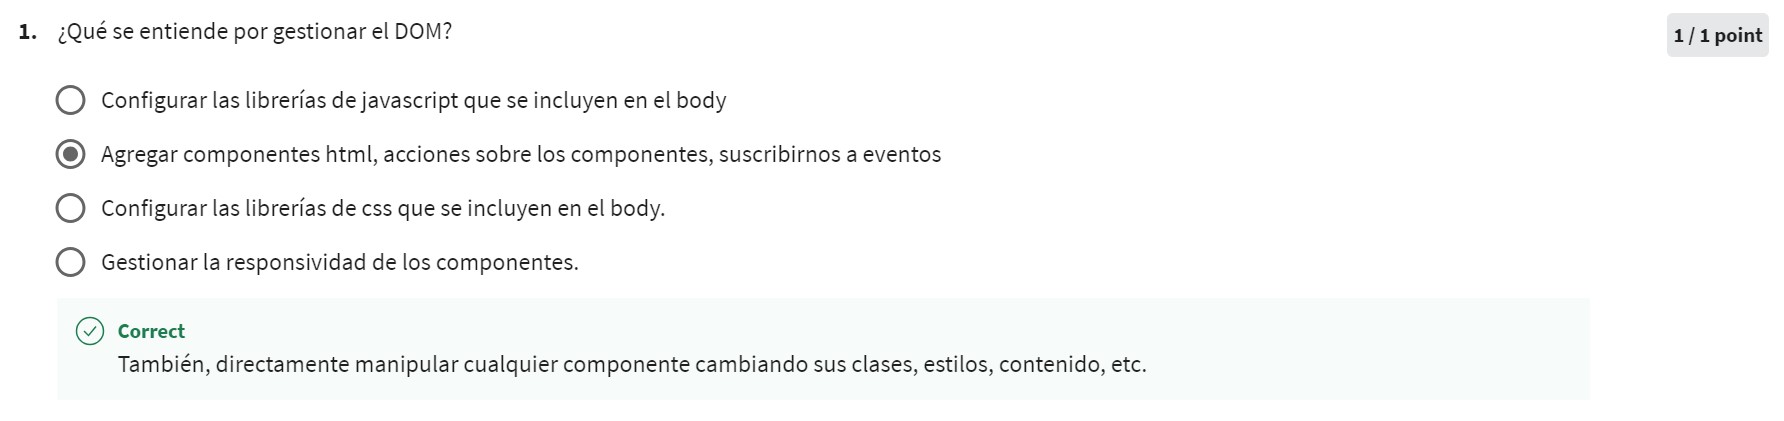 1. ¿Qué se entiende por gestionar el DOM?
1 / 1 point
Configurar las librerías de javascript que se incluyen en el body
Agregar componentes html, acciones sobre los componentes, suscribirnos a eventos
Configurar las librerías de css que se incluyen en el body.
Gestionar la responsividad de los componentes.
Correct
También, directamente manipular cualquier componente cambiando sus clases, estilos, contenido, etc.